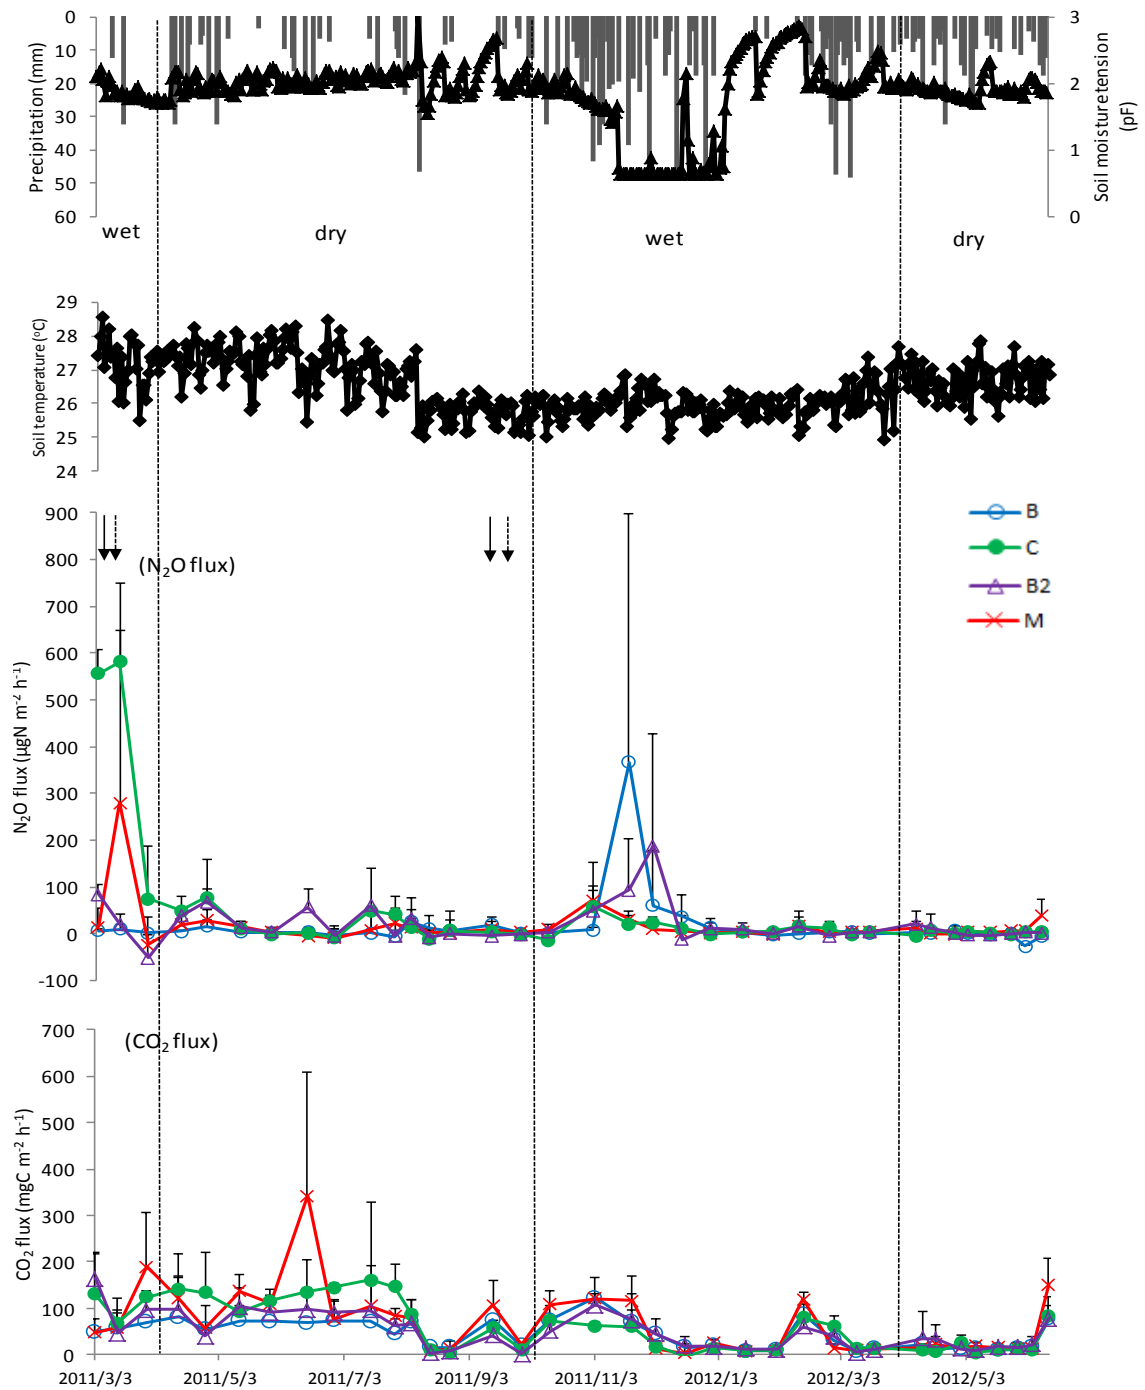 0
10
20
30
40
50
60
Precipitation (mm)
3
2
1
0
Soil moisturetension
(pF)
wet
dry
wet
dry
29
28
27
26
25
24
Soil temperature (°C)
900
800
700
600
500
400
300
200
100
0
-100
N₂O flux (µgN m⁻² h⁻¹)
(N₂O flux)
B
C
B2
M
700
600
500
400
300
200
100
0
CO₂ flux (mgC m⁻² h⁻¹)
(CO₂ flux)
2011/3/3 2011/5/3 2011/7/3 2011/9/3 2011/11/3 2012/1/3 2012/3/3 2012/5/3